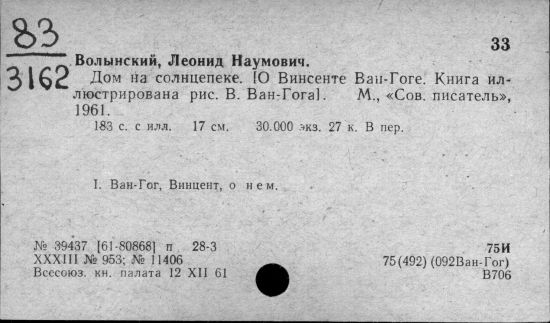 83
3162
33
Волынский, Леонид Наумович.
Дом на солнцепеке. [О Винсенте Ван-Гоге. Книга ил-
люстрирована рис. В. Ван-Гога]. М., «Сов. писатель»,
1961.
183 с. с илл. 17 см. 30.000 экз. 27 к. В пер.
I. Ван-Гог, Винцент, о нем.
№ 39437 [61-80868] п 28-3
XXXIII № 953; № 11406
Всесоюз. кн. палата 12 XII 61
75И
75(492) (092Ван-Гог)
В706